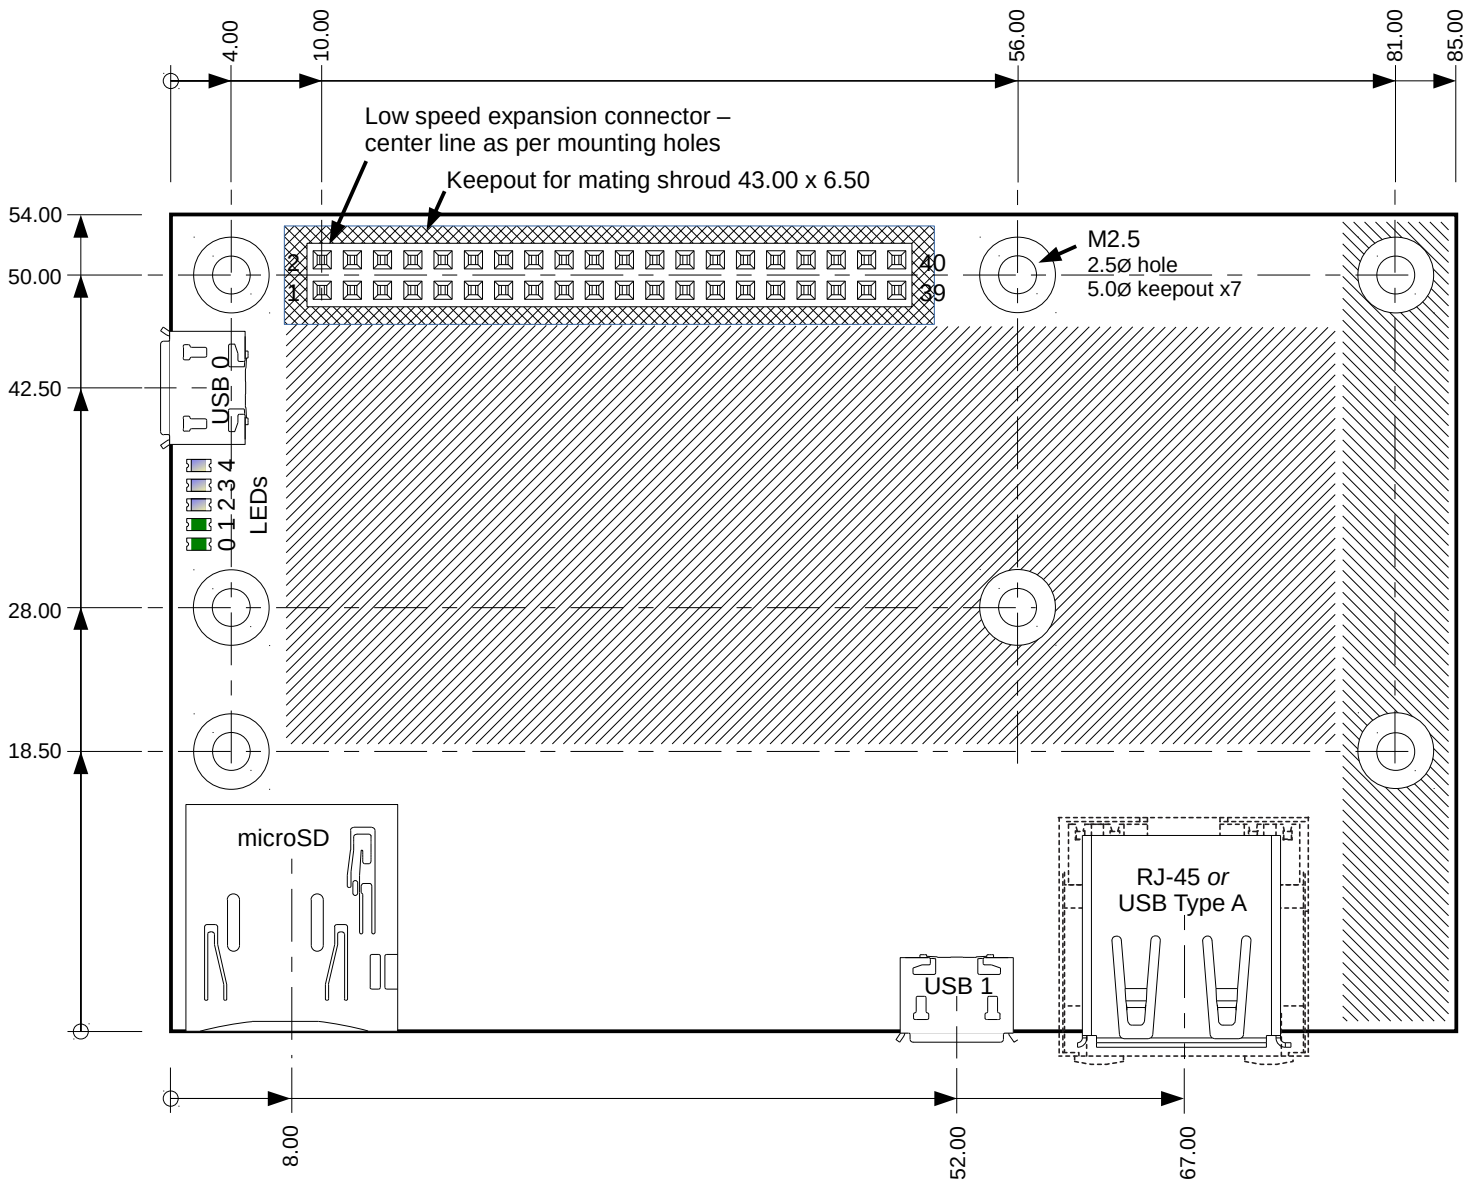 4.00
10.00
56.00
81.00
85.00
Low speed expansion connector –
center line as per mounting holes
Keepout for mating shroud 43.00 x 6.50
54.00
50.00
42.50
28.00
18.50
2
40
1
39
M2.5
2.5Ø hole
5.0Ø keepout x7
USB 0
0 1 2 3 4
LEDs
microSD
RJ-45 or
USB Type A
USB 1
8.00
52.00
67.00